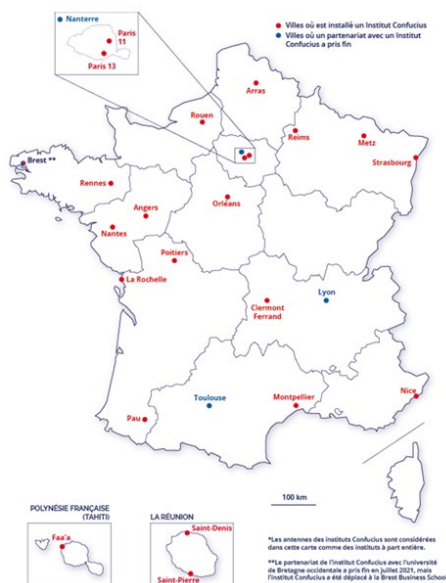 Villes où est installé un Institut Confucius
Villes où un partenariat avec un Institut
Confucius a pris fin
Nanterre
Paris
11
Paris 13
Arras
Rouen
Reims
Metz
Strasbourg
Brest **
Rennes
Angers
Orléans
Nantes
Poitiers
La Rochelle
Clermont
Ferrand
Lyon
Toulouse
Montpellier
Nice
Pau
100 km
POLYNÉSIE FRANÇAISE
(TAHITI)
Faa'a
LA RÉUNION
Saint-Denis
Saint-Pierre
*Les antennes des instituts Confucius sont considérées
dans cette carte comme des instituts à part entière.
**Le partenariat de l'institut Confucius avec l'université
de Bretagne occidentale a pris fin en juillet 2021, mais
l'institut Confucius a été déplacé à la Brest Business School